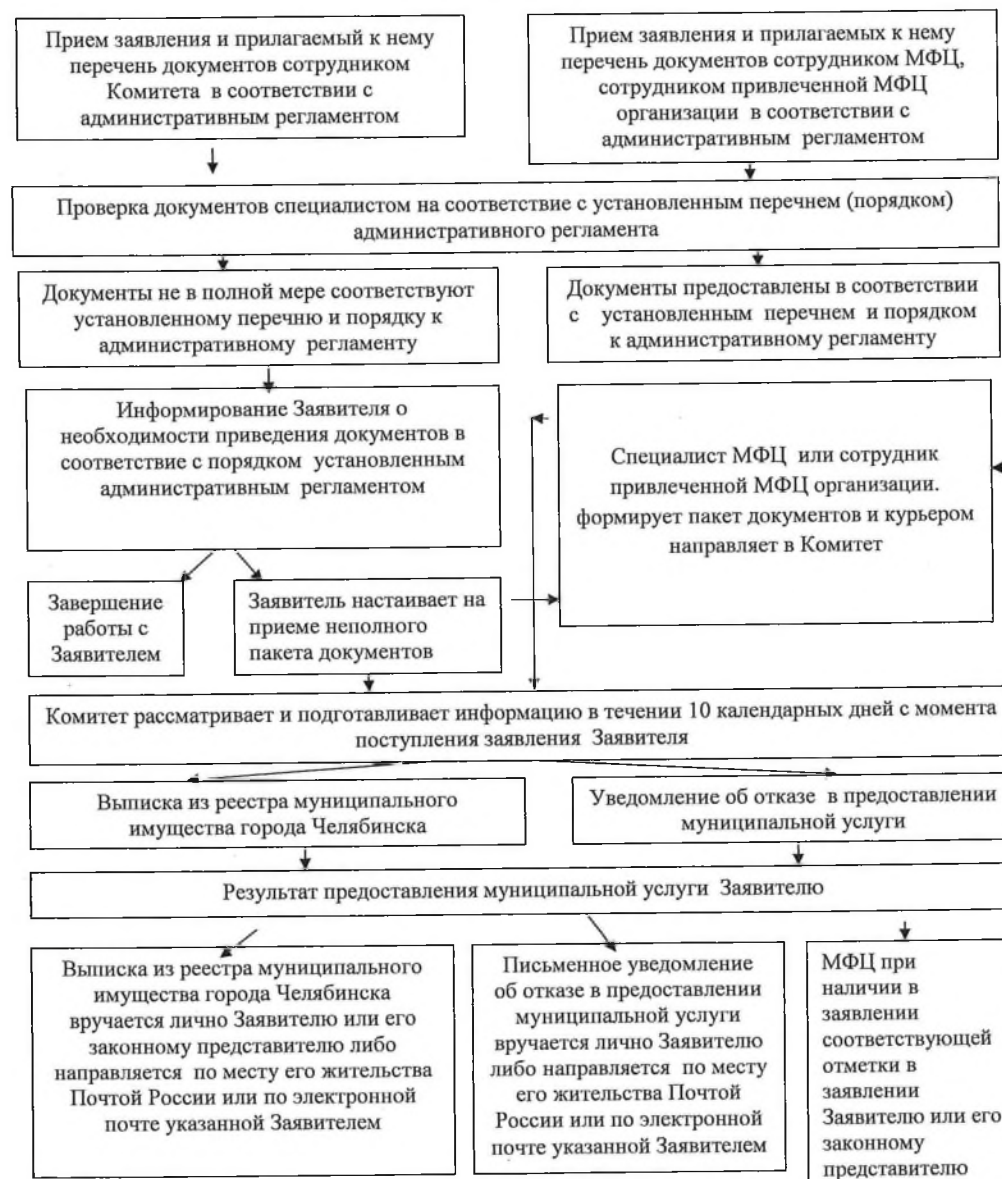 Прием заявления и прилагаемый к нему
перечень документов сотрудником
Комитета в соответствии с
административным регламентом
Прием заявления и прилагаемых к нему
перечень документов сотрудником МФЦ,
сотрудником привлеченной МФЦ
организации в соответствии с
административным регламентом
Проверка документов специалистом на соответствие с установленным перечнем (порядком)
административного регламента
Документы не в полной мере соответствуют
установленному перечню и порядку к
административному регламенту
Документы предоставлены в соответствии
с установленным перечнем и порядком
к административному регламенту
Информирование Заявителя о
необходимости приведения документов в
соответствие с порядком установленным
административным регламентом
Специалист МФЦ или сотрудник
привлеченной МФЦ организации.
формирует пакет документов и курьером
направляет в Комитет
Завершение
работы с
Заявителем
Заявитель настаивает на
приеме неполного
пакета документов
Комитет рассматривает и подготавливает информацию в течении 10 календарных дней с момента
поступления заявления Заявителя
Выписка из реестра муниципального
имущества города Челябинска
Уведомление об отказе в предоставлении
муниципальной услуги
Результат предоставления муниципальной услуги Заявителю
Выписка из реестра муниципального
имущества города Челябинска
вручается лично Заявителю или его
законному представителю либо
направляется по месту его жительства
Почтой России или по электронной
почте указанной Заявителем
Письменное уведомление
об отказе в предоставлении
муниципальной услуги
вручается лично Заявителю
либо направляется по месту
его жительства Почтой
России или по электронной
почте указанной Заявителем
МФЦ при
наличии в
заявлении
соответствующей
отметки в
заявлении
Заявителю или его
законному
представителю